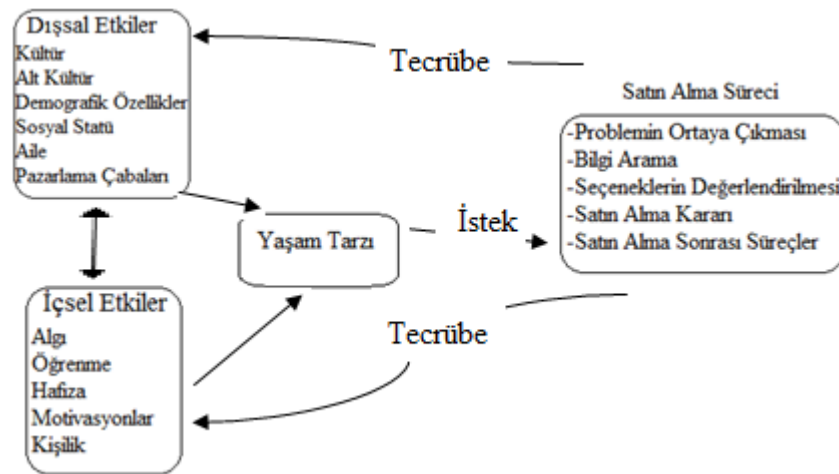 Dışsal Etkiler
Kültür
Alt Kültür
Demografik Özellikler
Sosyal Statü
Aile
Pazarlama Çabaları
Tecrübe
Satın Alma Süreci
-Problemin Ortaya Çıkması
-Bilgi Arama
-Seçeneklerin Değerlendirilmesi
-Satın Alma Kararı
-Satın Alma Sonrası Süreçler
Yaşam Tarzı
İstek
İçsel Etkiler
Algı
Öğrenme
Hafıza
Motivasyonlar
Kişilik
Tecrübe